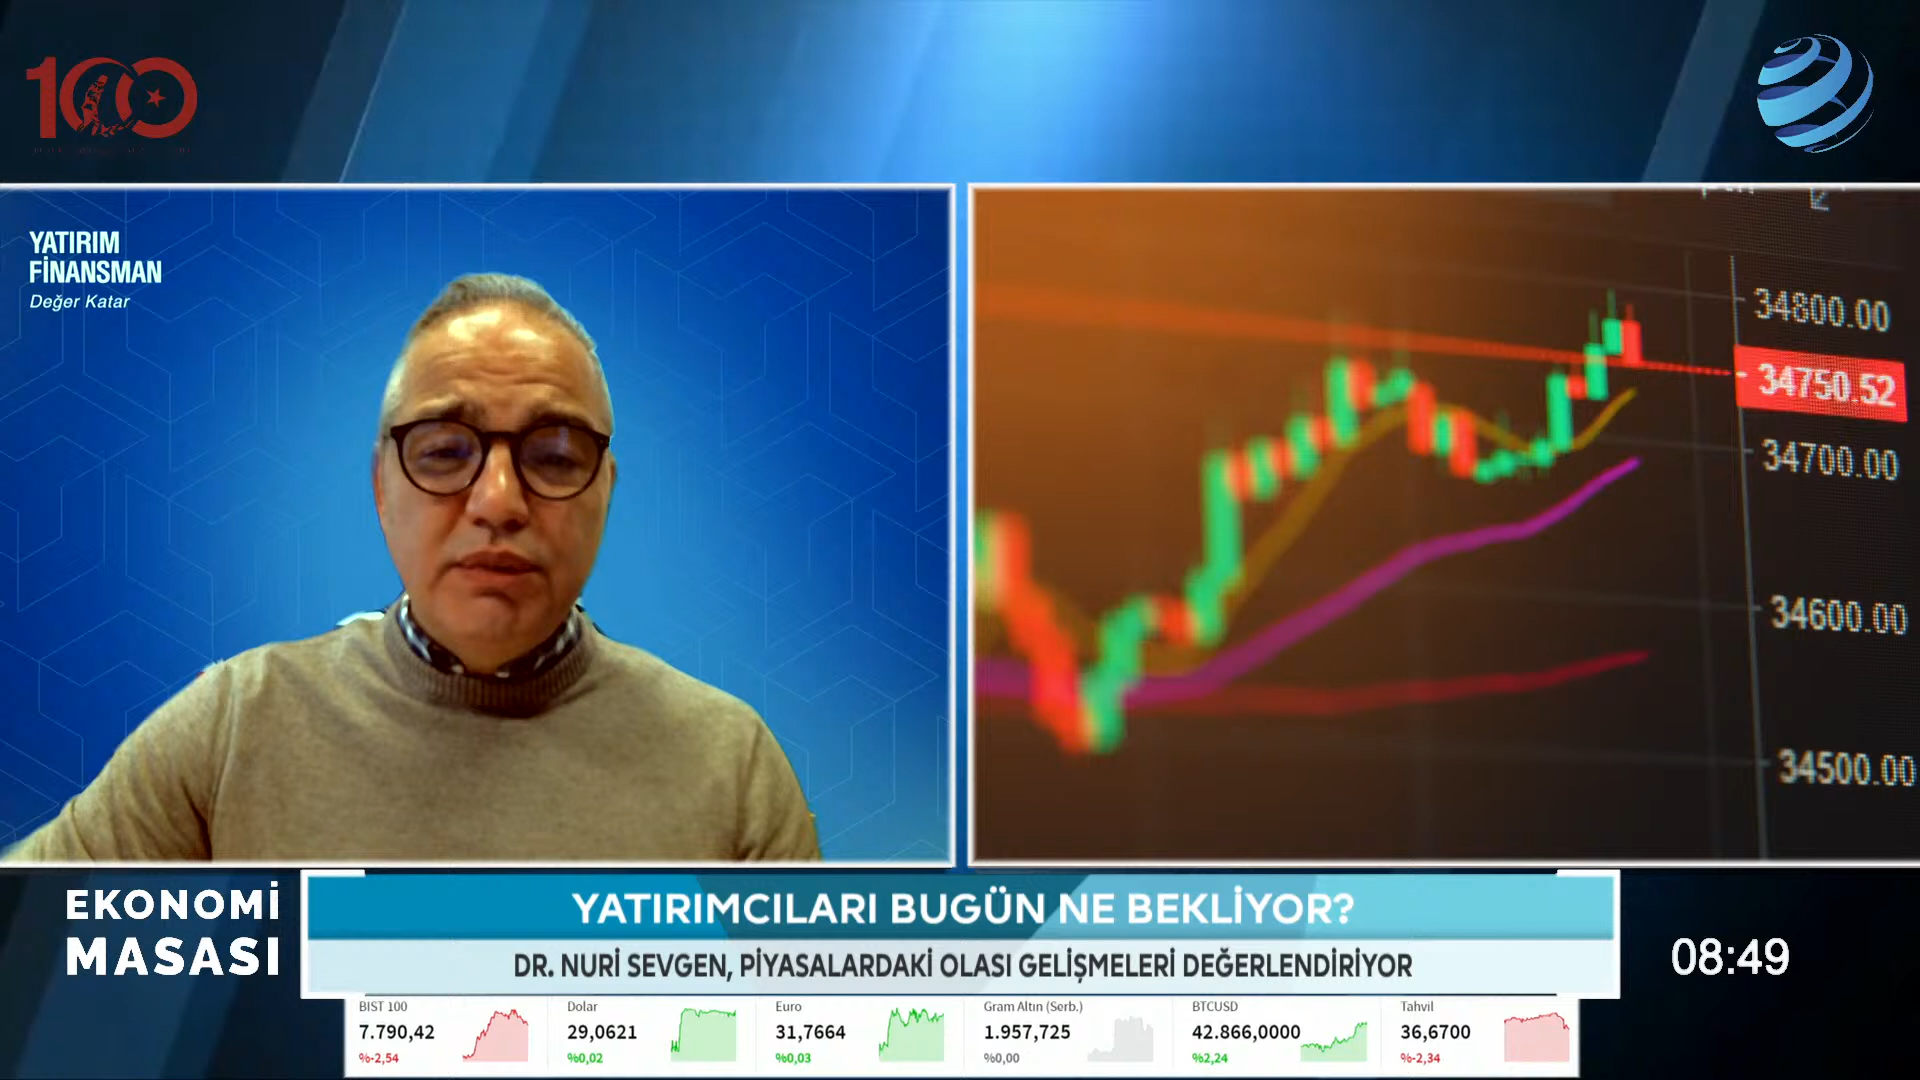 100
YATIRIM
FİNANSMAN
Değer Katar
34800.00
34750.52
34700.00
34600.00
34500.00
EKONOMİ
MASASI
YATIRIMCILARI BUGÜN NE BEKLİYOR?
DR. NURİ SEVGEN, PİYASALARDAKİ OLASI GELİŞMELERİ DEĞERLENDİRİYOR
08:49
BIST 100
7.790,42
%-2,54
Dolar
29,0621
%0,02
Euro
31,7664
%0,03
Gram Altın (Serb.)
1.957,725
%0,00
BTCUSD
42.866,0000
%2,24
Tahvil
36,6700
%-2,34